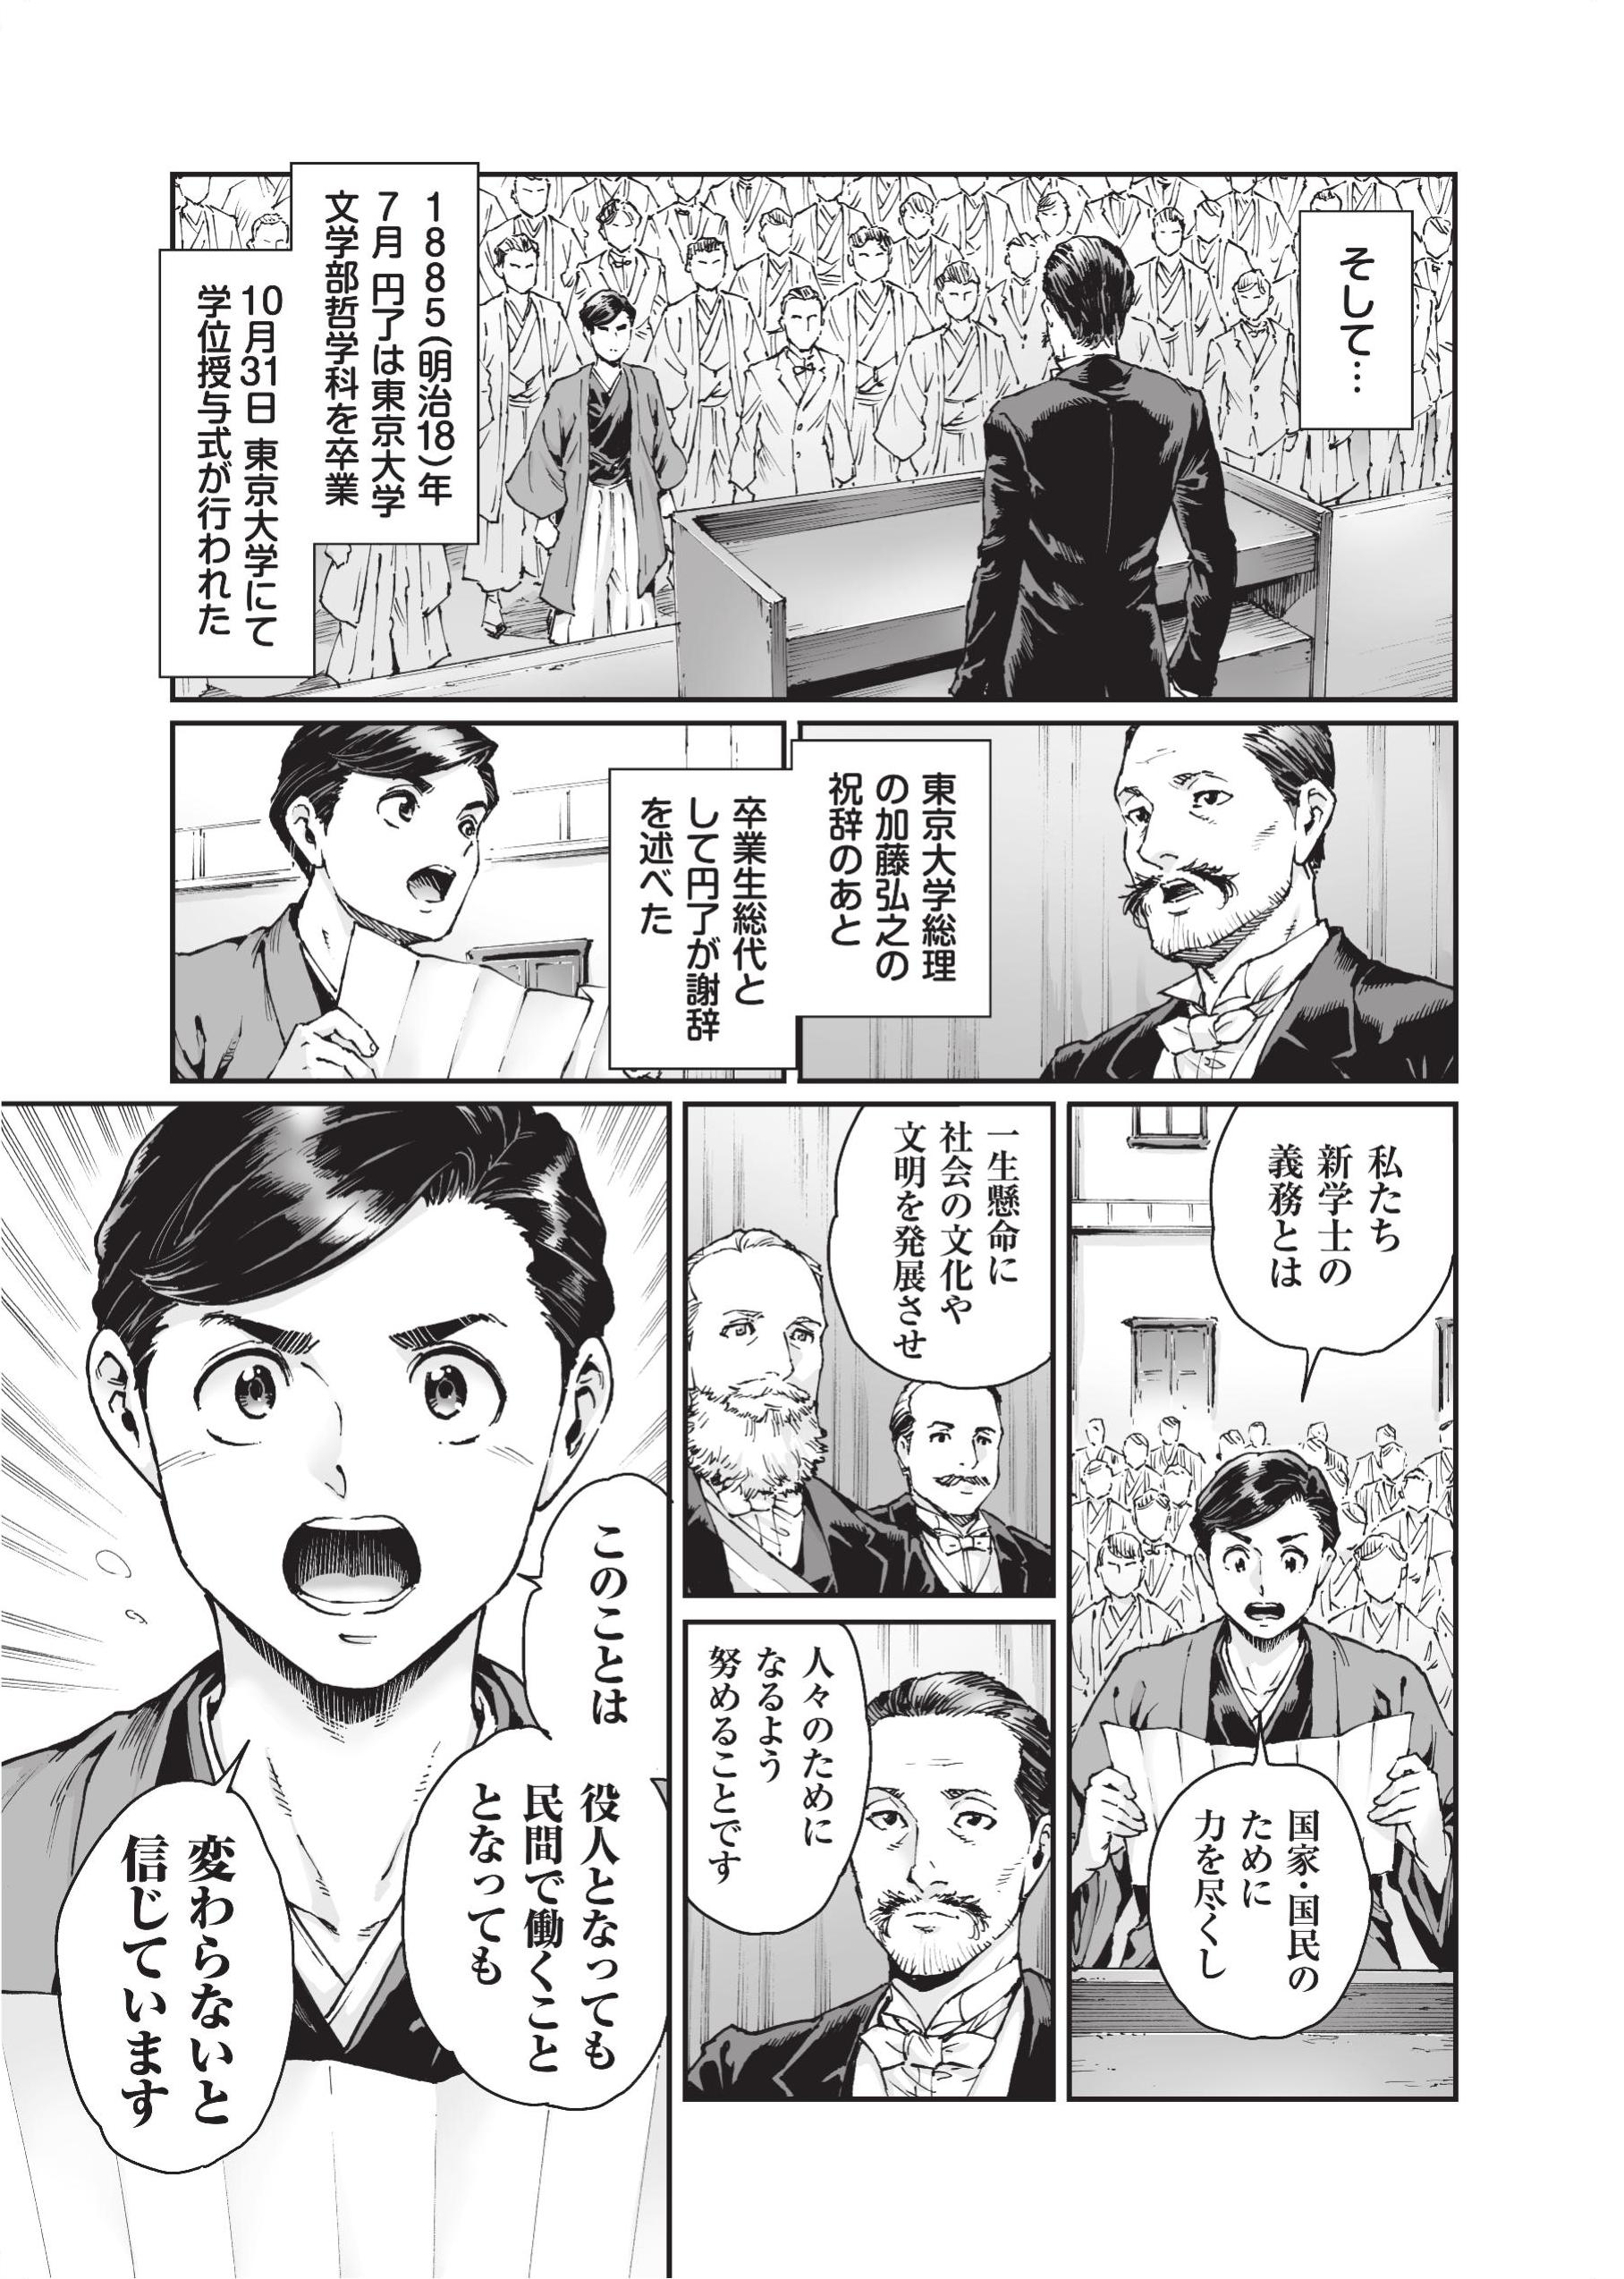 そして…
1885(明治18)年
7月 円了は東京大学
文学部哲学科を卒業
10月31日 東京大学にて
学位授与式が行われた
東京大学総理
の加藤弘之の
祝辞のあと
卒業生総代と
して円了が謝辞
を述べた
私たち
新学士の
義務とは
国家・国民の
ために
力を尽くし
一生懸命に
社会の文化や
文明を発展させ
人々のために
なるよう
努めることです
このことは
役人となっても
民間で働くこと
となっても
変わらないと
信じています